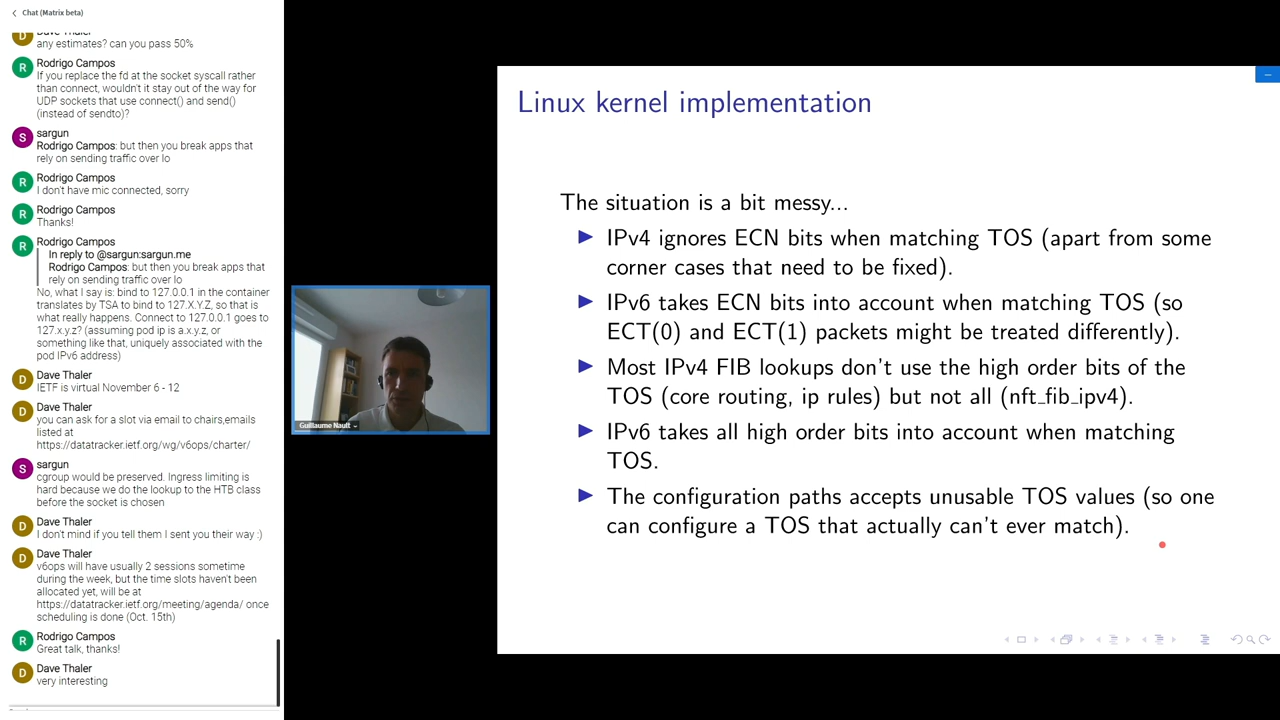 Chat (Matrix beta)
Dave Thaler
any estimates? can you pass 50%
Rodrigo Campos
If you replace the fd at the socket syscall rather
than connect, wouldn't it stay out of the way for
UDP sockets that use connect() and send()
(instead of sendto)?
sargun
Rodrigo Campos: but then you break apps that
rely on sending traffic over lo
Rodrigo Campos
I don't have mic connected, sorry
Rodrigo Campos
Thanks!
Rodrigo Campos
In reply to @sargun:sargun.me
Rodrigo Campos: but then you break apps that
rely on sending traffic over lo
No, what I say is: bind to 127.0.0.1 in the container
translates by TSA to bind to 127.X.Y.Z, so that is
what really happens. Connect to 127.0.0.1 goes to
127.x.y.z? (assuming pod ip is a.x.y.z, or
something like that, uniquely associated with the
pod IPv6 address)
Dave Thaler
IETF is virtual November 6 - 12
Dave Thaler
you can ask for a slot via email to chairs,emails
listed at
https://datatracker.ietf.org/wg/v6ops/charter/
sargun
cgroup would be preserved. Ingress limiting is
hard because we do the lookup to the HTB class
before the socket is chosen
Dave Thaler
I don't mind if you tell them I sent you their way :)
Dave Thaler
v6ops will have usually 2 sessions sometime
during the week, but the time slots haven't been
allocated yet, will be at
https://datatracker.ietf.org/meeting/agenda/ once
scheduling is done (Oct. 15th)
Rodrigo Campos
Great talk, thanks!
Dave Thaler
very interesting
Guillaume Nault
Linux kernel implementation
The situation is a bit messy...
IPv4 ignores ECN bits when matching TOS (apart from some
corner cases that need to be fixed).
IPv6 takes ECN bits into account when matching TOS (so
ECT(0) and ECT(1) packets might be treated differently).
Most IPv4 FIB lookups don't use the high order bits of the
TOS (core routing, ip rules) but not all (nft_fib_ipv4).
IPv6 takes all high order bits into account when matching
TOS.
The configuration paths accepts unusable TOS values (so one
can configure a TOS that actually can't ever match).